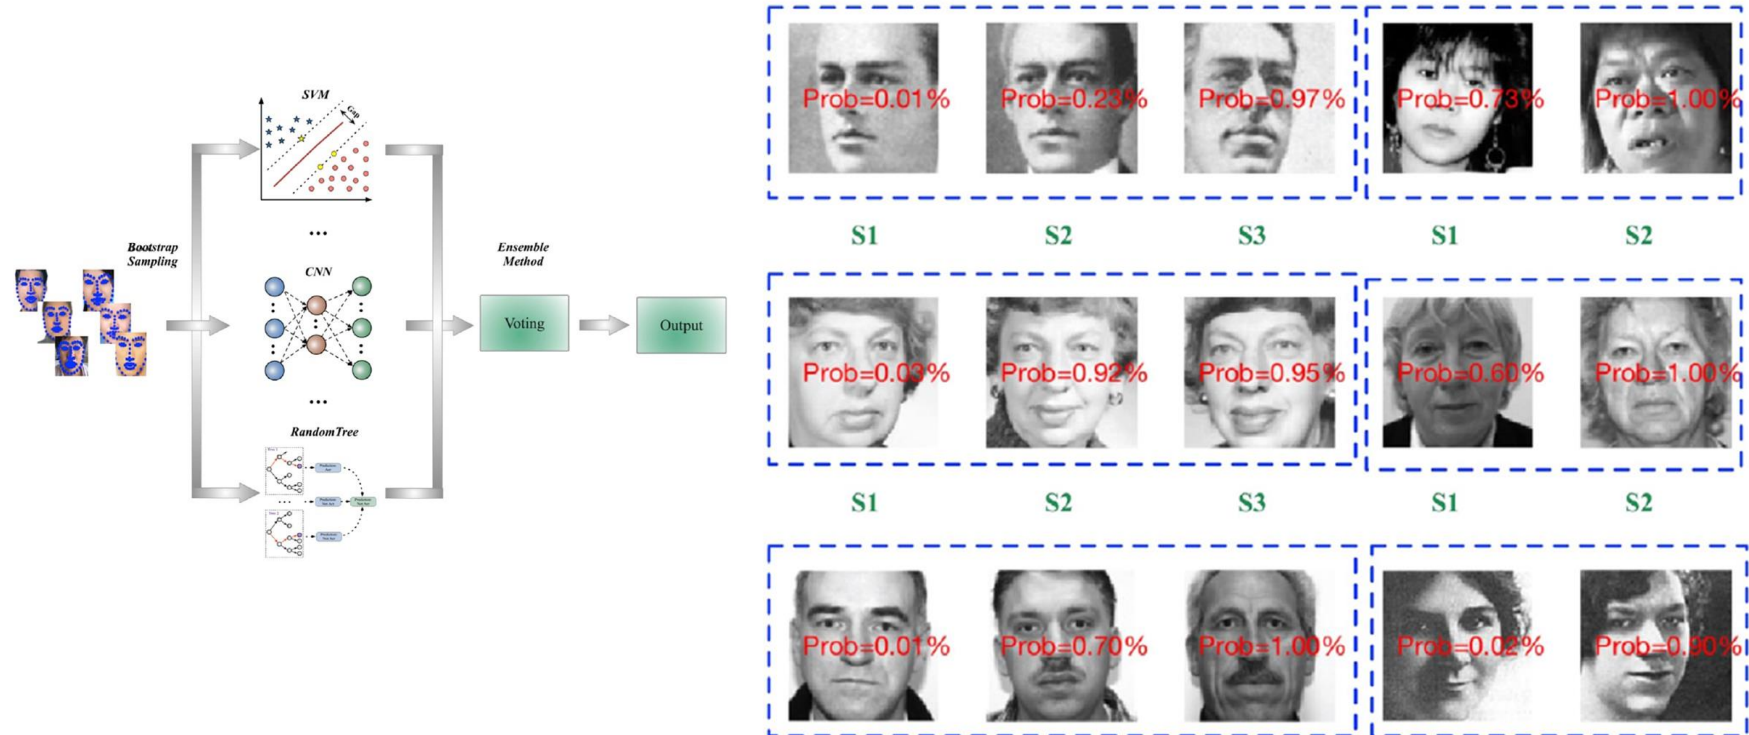 SVM
Gap
Bootstrap
Sampling
CNN
RandomTree
Ensemble
Method
Voting
Output
Prob=0.01%
Prob=0.23%
Prob=0.97%
Prob=0.73%
Prob=1.00%
S1
S2
S3
S1
S2
Prob=0.03%
Prob=0.92%
Prob=0.95%
Prob=0.60%
Prob=1.00%
S1
S2
S3
S1
S2
Prob=0.01%
Prob=0.70%
Prob=1.00%
Prob=0.02%
Prob=0.90%